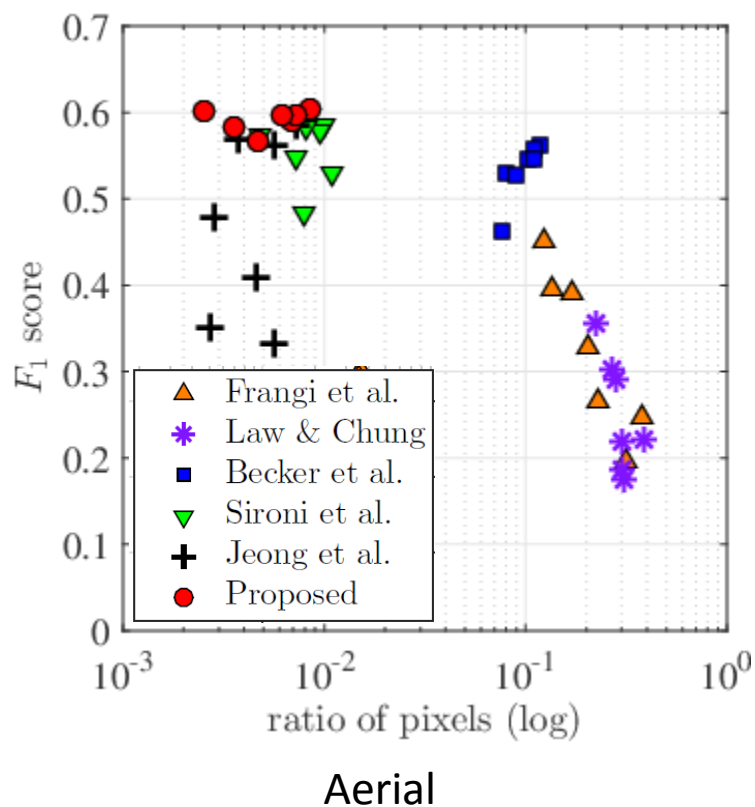 0.7
0.6
0.5
0.4
0.3
0.2
0.1
0
F₁ score
Frangi et al.
Law & Chung
Becker et al.
Sironi et al.
Jeong et al.
Proposed
10⁻³ 10⁻² 10⁻¹ 10⁰
ratio of pixels (log)
Aerial